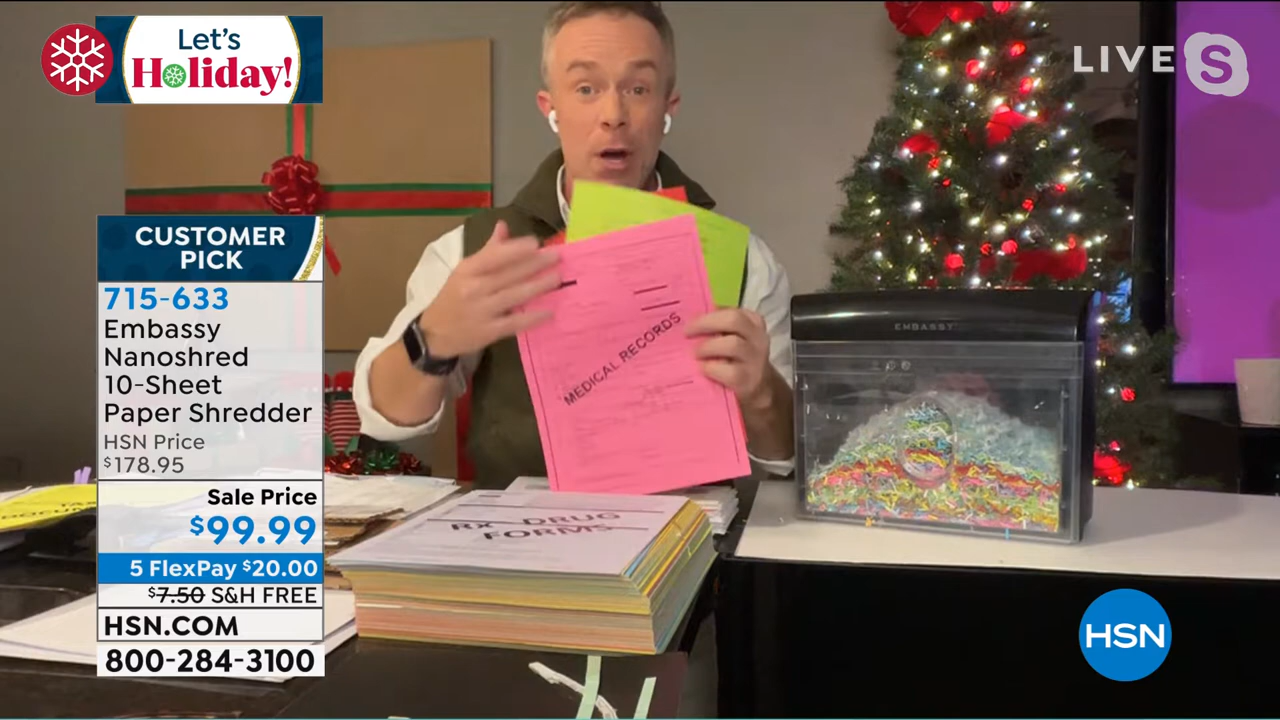 Let's
Holiday!
LIVE S
CUSTOMER
PICK
715-633
Embassy
Nanoshred
10-Sheet
Paper Shredder
HSN Price
$178.95
Sale Price
$99.99
5 FlexPay $20.00
$7.50 S&H FREE
HSN.COM
800-284-3100
MEDICAL RECORDS
EMBASSY
Rx DRUG
FORMS
HSN